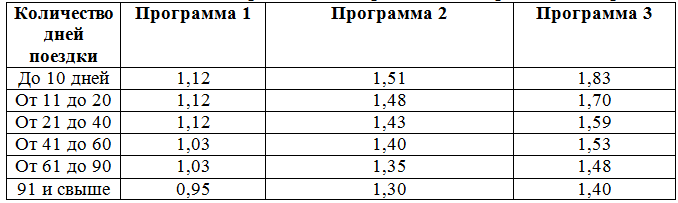 Количество Программа 1 Программа 2 Программа 3
дней
поездки
До 10 дней 1,12 1,51 1,83
От 11 до 20 1,12 1,48 1,70
От 21 до 40 1,12 1,43 1,59
От 41 до 60 1,03 1,40 1,53
От 61 до 90 1,03 1,35 1,48
91 и свыше 0,95 1,30 1,40